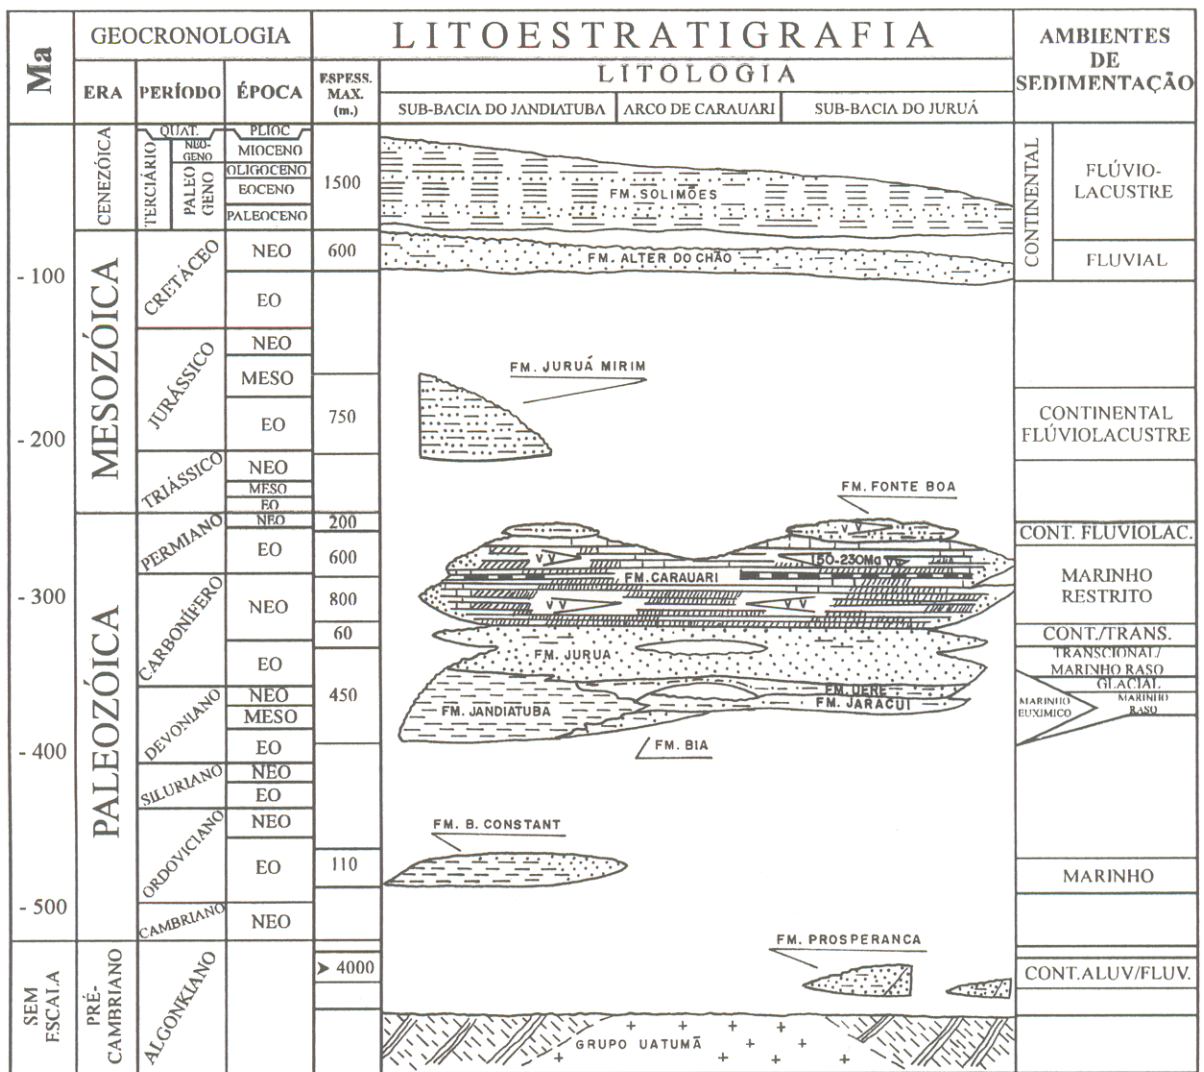 Ma
GEOCRONOLOGIA
LITOESTRATIGRAFIA
AMBIENTES
DE
SEDIMENTAÇÃO
ERA
PERÍODO
ÉPOCA
ESPESS.
MAX.
(m.)
LITOLOGIA
SUB-BACIA DO JANDIATUBA
ARCO DE CARAUARI
SUB-BACIA DO JURUÁ
CENEZÓICA
TERCIÁRIO
QUAT.
NEO-
GENO
PALEO
GENO
PLIOC
MIOCENO
OLIGOCENO
EOCENO
PALEOCENO
1500
FM. SOLIMÕES
CONTINENTAL
FLÚVIO-
LACUSTRE
- 100
MESOZÓICA
CRETÁCEO
NEO
600
FM. ALTER DO CHÃO
FLUVIAL
EO
JURÁSSICO
NEO
MESO
EO
FM. JURUÁ MIRIM
750
CONTINENTAL
FLÚVIOLACUSTRE
- 200
TRIÁSSICO
NEO
MESO
EO
FM. FONTE BOA
PALEOZÓICA
PERMIANO
NEO
200
V V
CONT. FLUVIOLAC.
EO
600
V V
150-230Ma VV
FM. CARAUARI
MARINHO
RESTRITO
- 300
CARBONÍFERO
NEO
800
V V
V V
60
CONT./TRANS.
EO
FM. JURUA
TRANSCIONAL/
MARINHO RASO
GLACIAL
DEVONIANO
NEO
MESO
EO
450
FM. UERE
FM. JANDIATUBA
FM. JARAQUI
MARINHO
EUXIMICO
MARINHO
RASO
FM. BIA
- 400
SILURIANO
NEO
EO
ORDOVICIANO
NEO
EO
FM. B. CONSTANT
110
MARINHO
- 500
CAMBRIANO
NEO
SEM
ESCALA
PRÉ-
CAMBRIANO
ALGONKIANO
FM. PROSPERANCA
➤ 4000
CONT.ALUV/FLUV.
GRUPO UATUMÃ